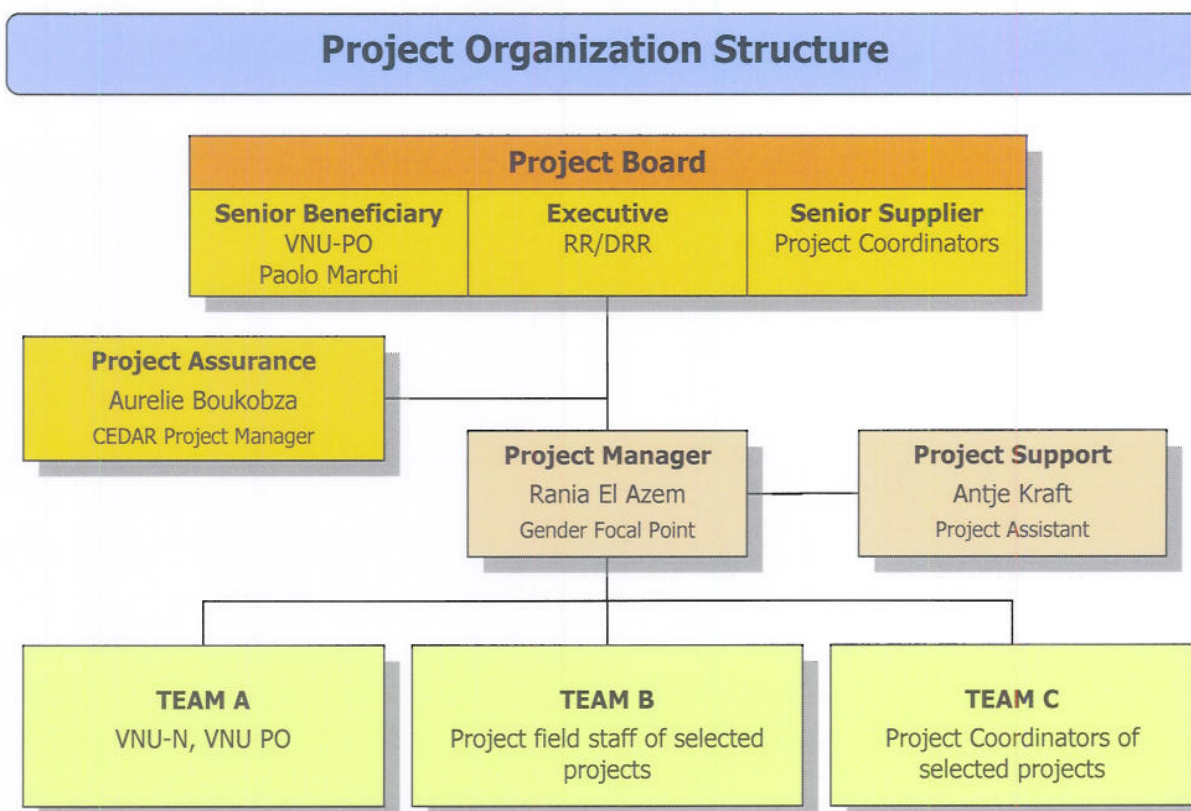 Project Organization Structure
Project Board
Senior Beneficiary
VNU-PO
Paolo Marchi
Executive
RR/DRR
Senior Supplier
Project Coordinators
Project Assurance
Aurelie Boukobza
CEDAR Project Manager
Project Manager
Rania El Azem
Gender Focal Point
Project Support
Antje Kraft
Project Assistant
TEAM A
VNU-N, VNU PO
TEAM B
Project field staff of selected
projects
TEAM C
Project Coordinators of
selected projects